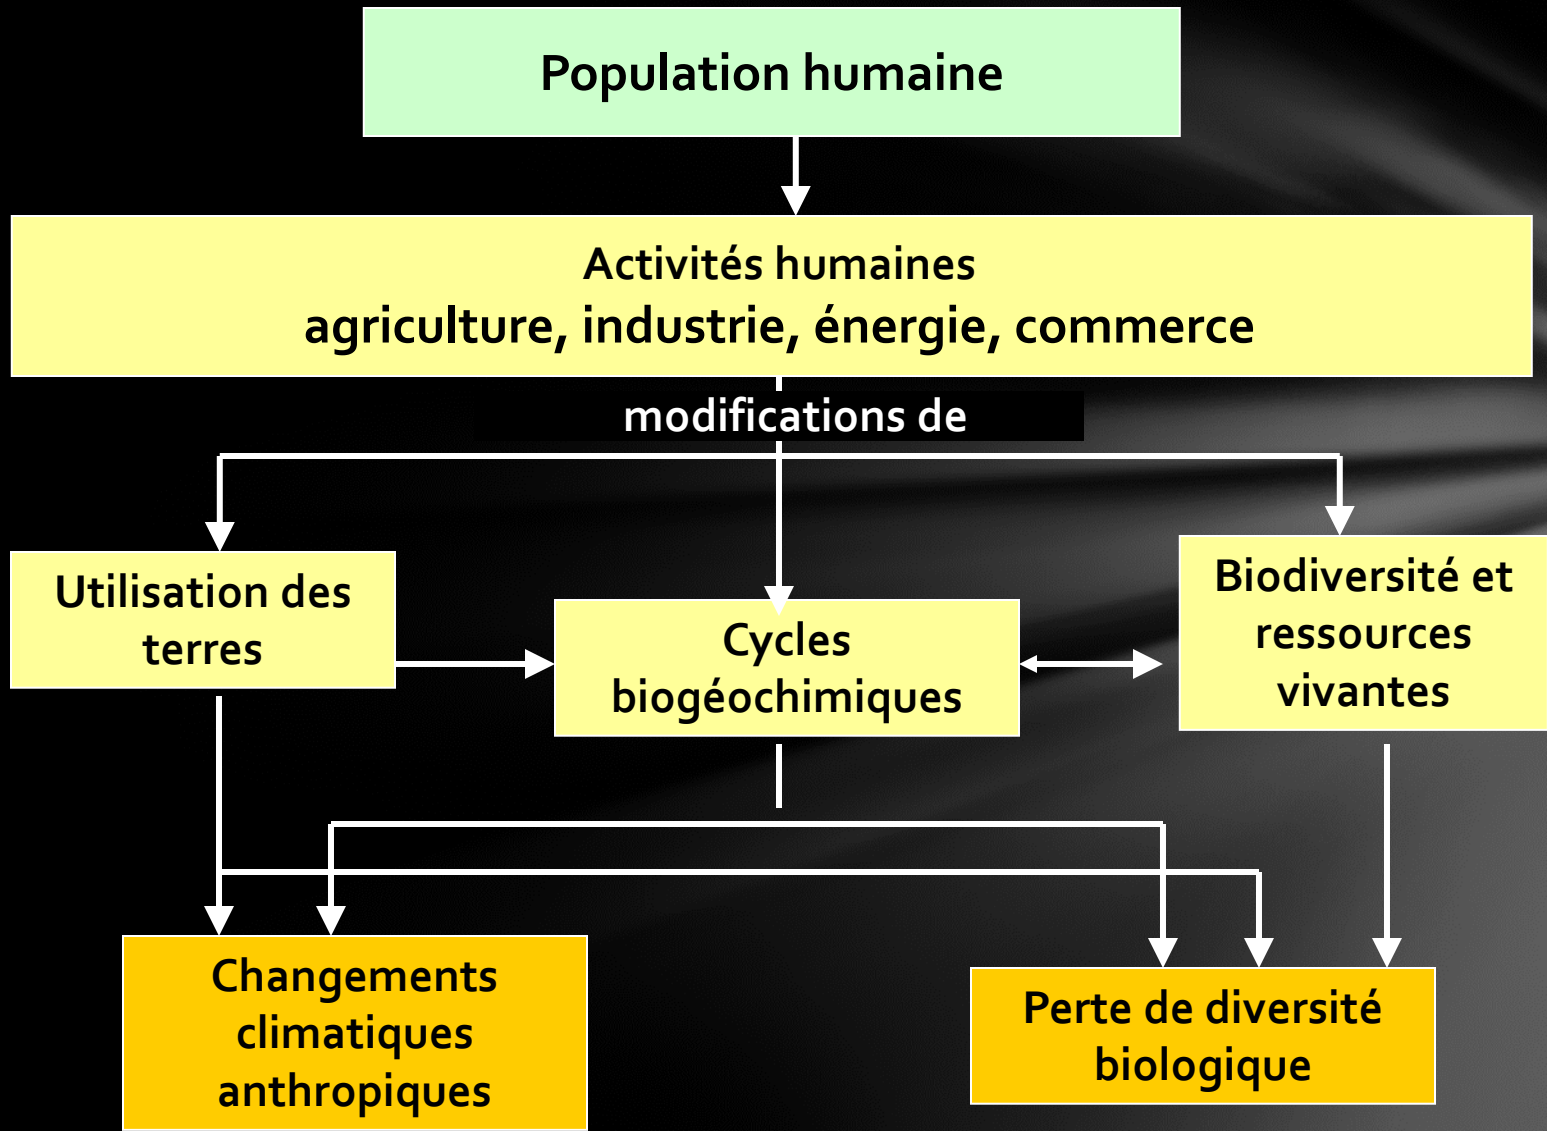 Population humaine
Activités humaines
agriculture, industrie, énergie, commerce
modifications de
Utilisation des
terres
Cycles
biogéochimiques
Biodiversité et
ressources
vivantes
Changements
climatiques
anthropiques
Perte de diversité
biologique